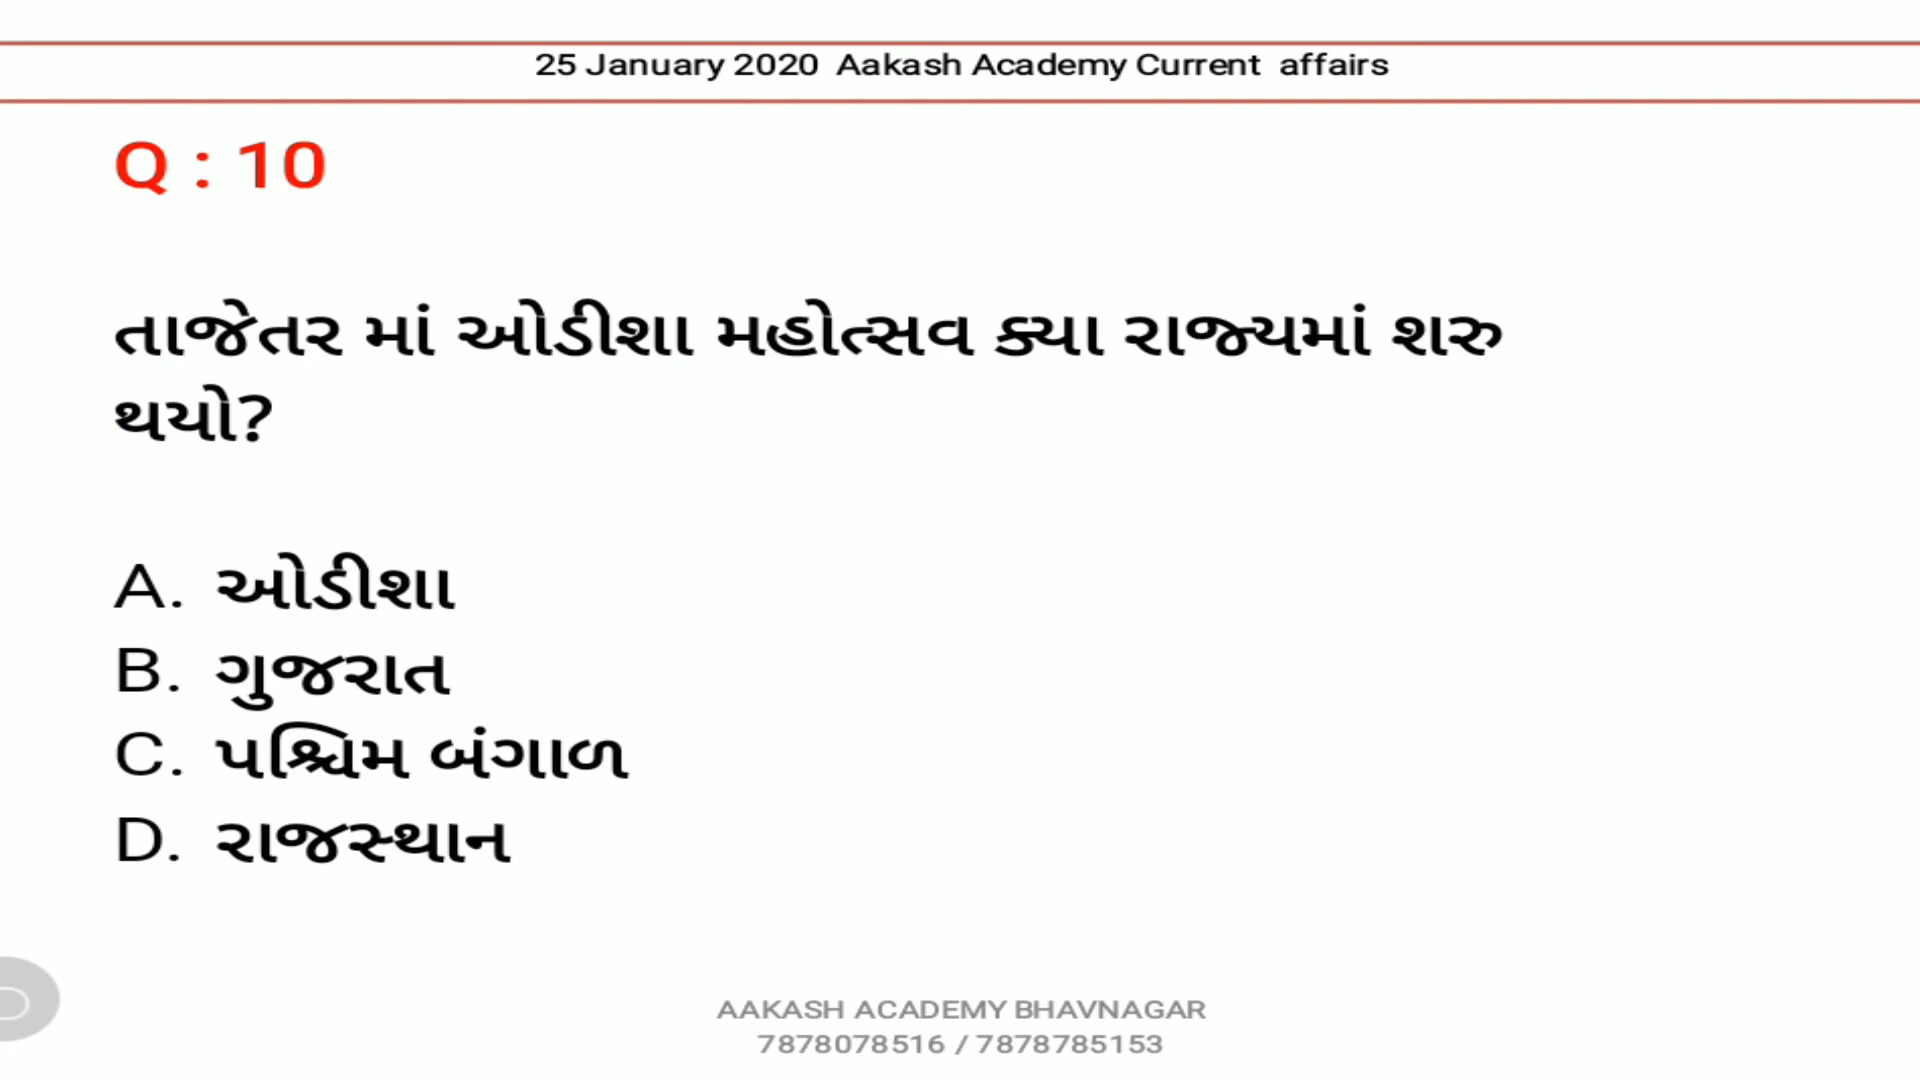 25 January 2020 Aakash Academy Current affairs
Q : 10
તાજેતર માં ઓડીશા મહોત્સવ ક્યા રાજ્યમાં શરુ
થયો?
A. ઓડીશા
B. ગુજરાત
C. પશ્ચિમ બંગાળ
D. રાજસ્થાન
AAKASH ACADEMY BHAVNAGAR
7878078516 / 7878785153